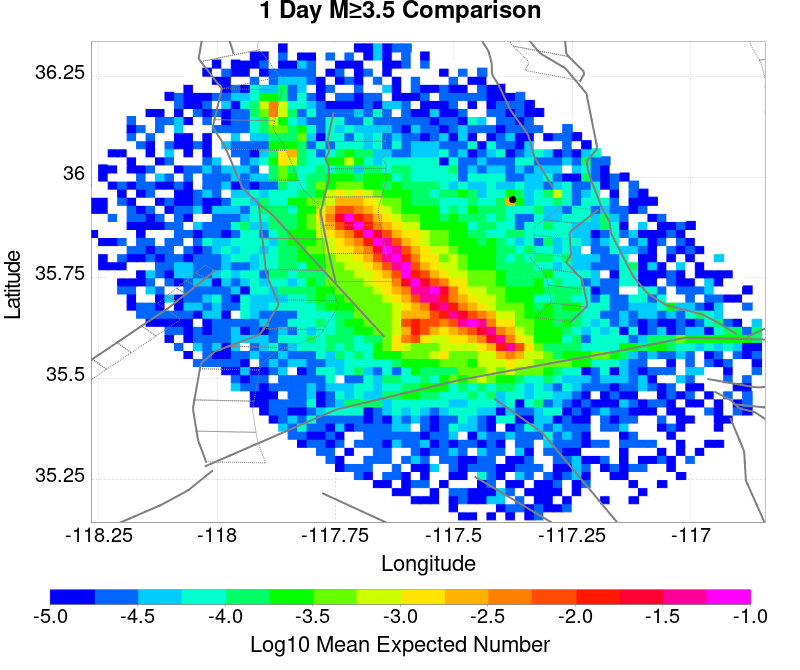 1 Day M≥3.5 Comparison
36.25
36
35.75
35.5
35.25
Latitude
-118.25 -118 -117.75 -117.5 -117.25 -117
Longitude
-5.0 -4.5 -4.0 -3.5 -3.0 -2.5 -2.0 -1.5 -1.0
Log10 Mean Expected Number